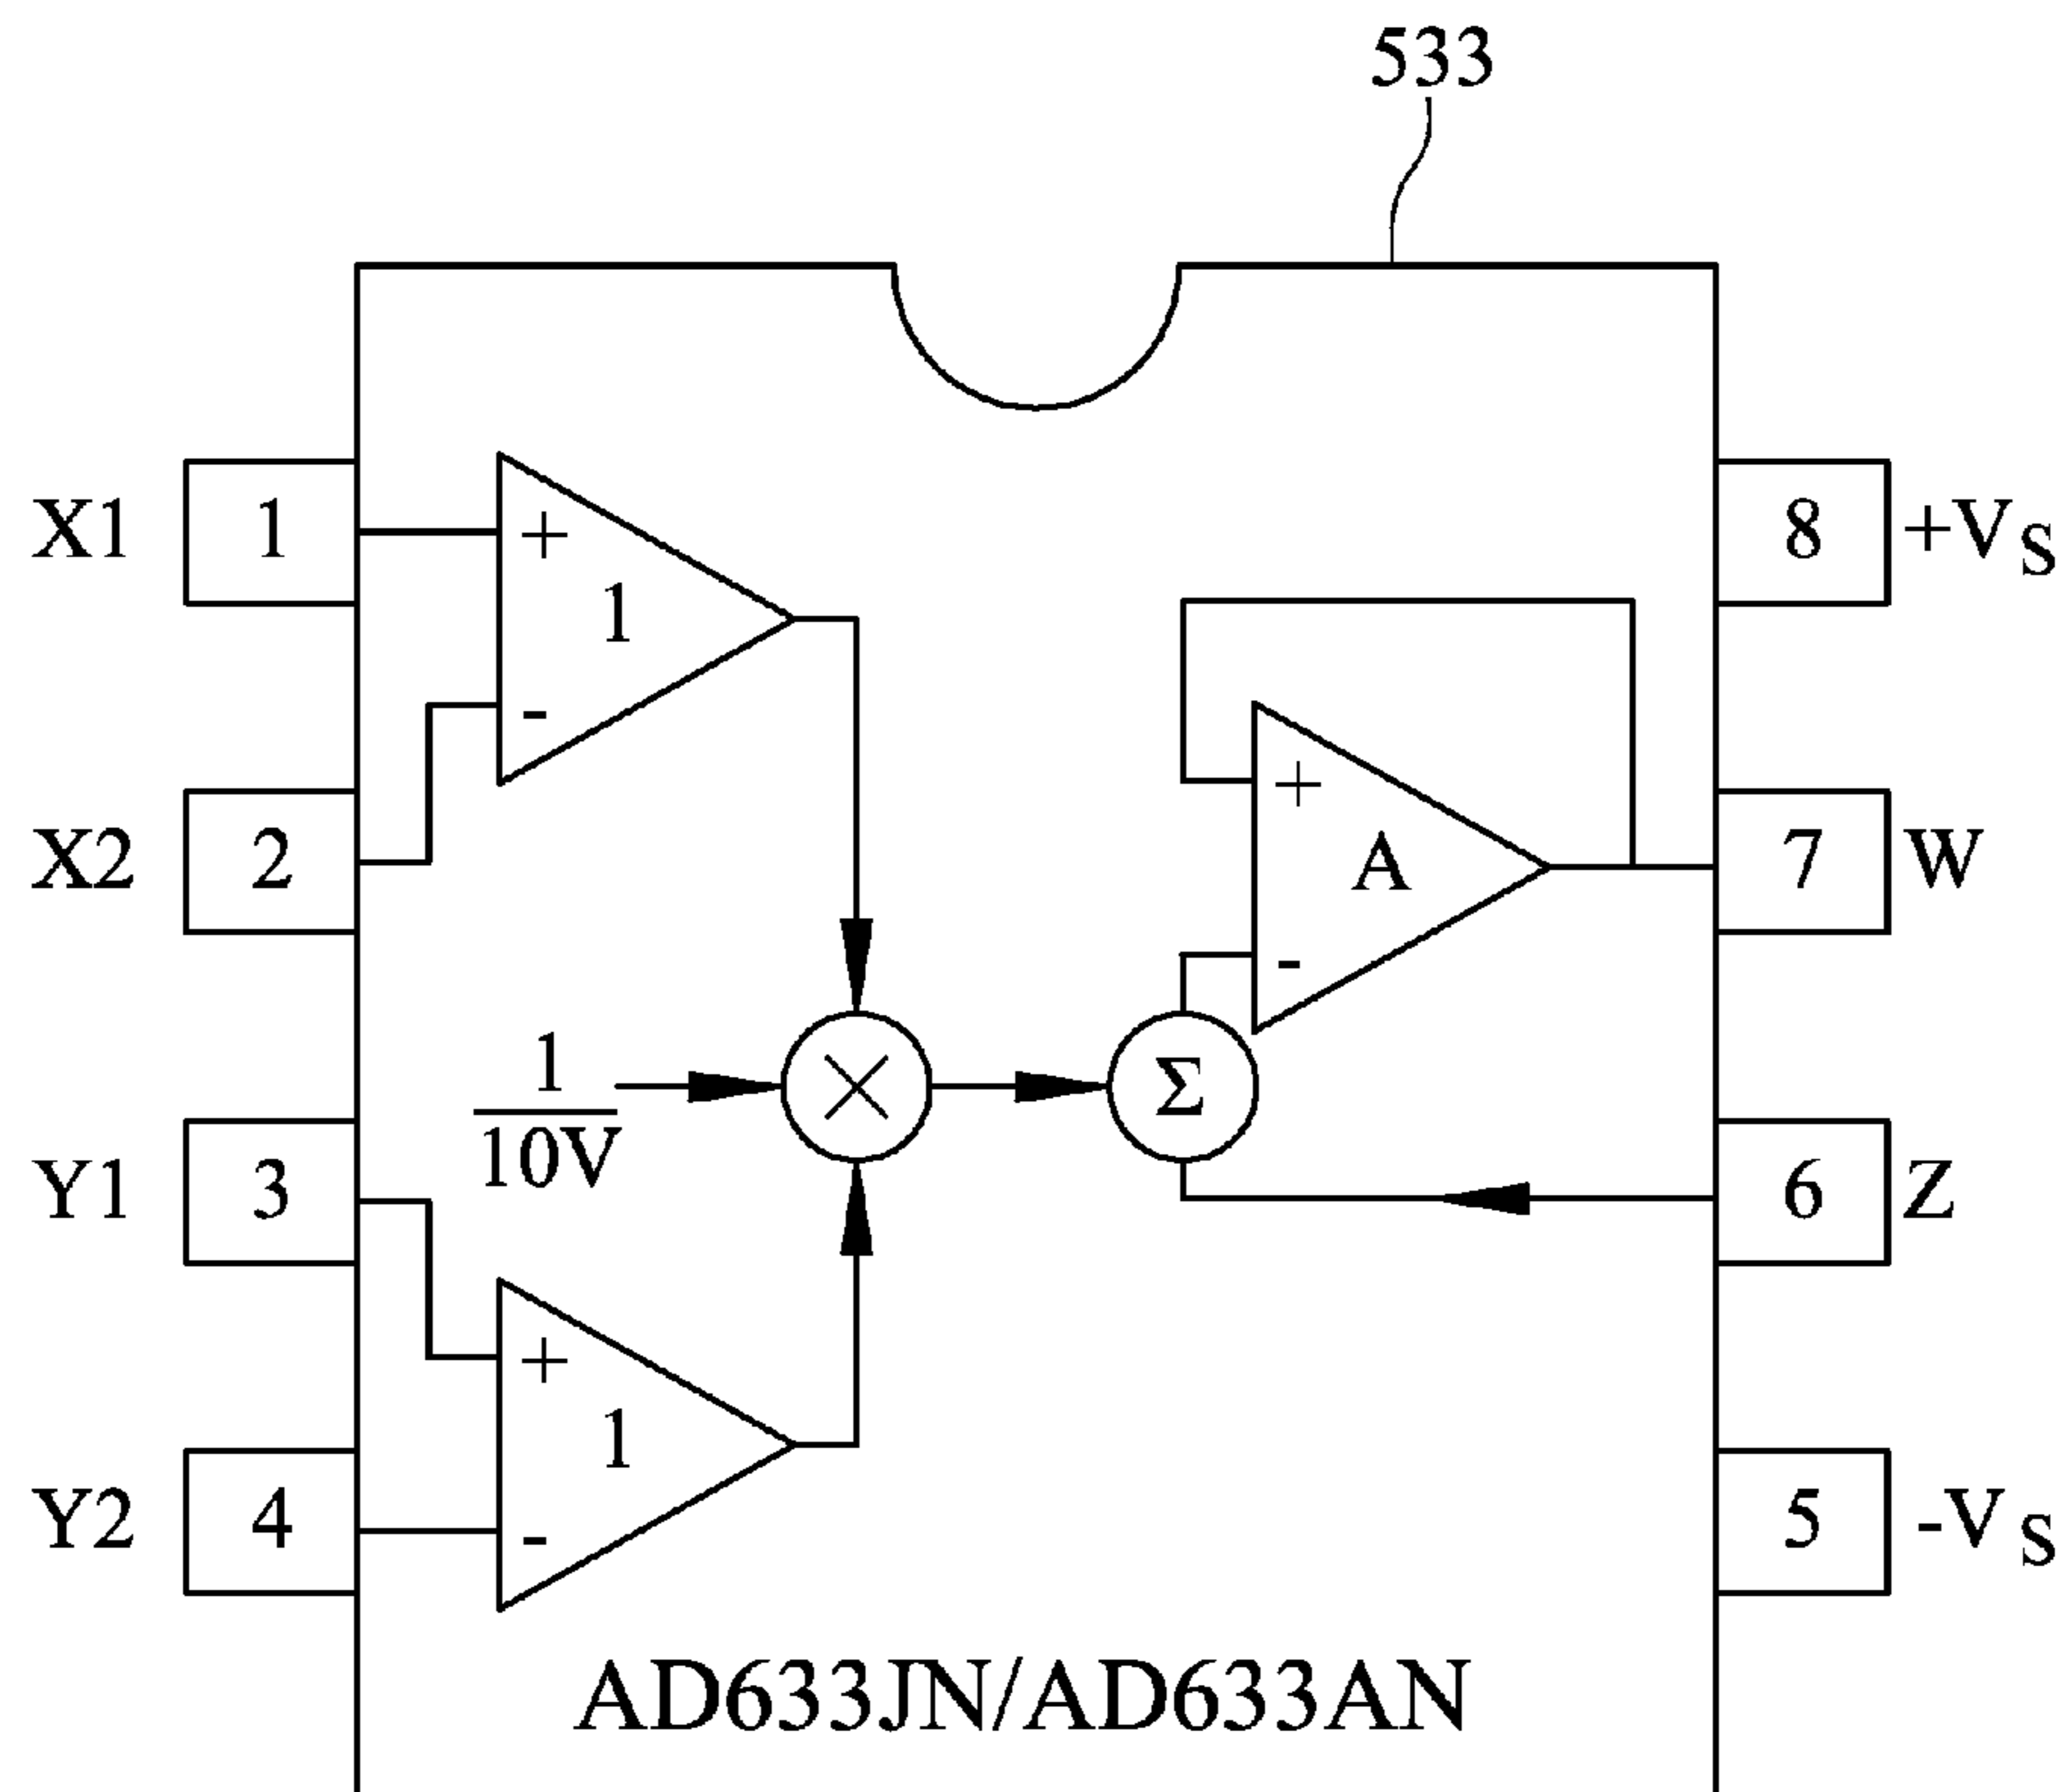 533
X1 1 + 1 - 8 +VS
X2 2 + A - 7 W
1
10V
Σ
Y1 3 + 1 - 6 Z
Y2 4 5 -VS
AD633JN/AD633AN